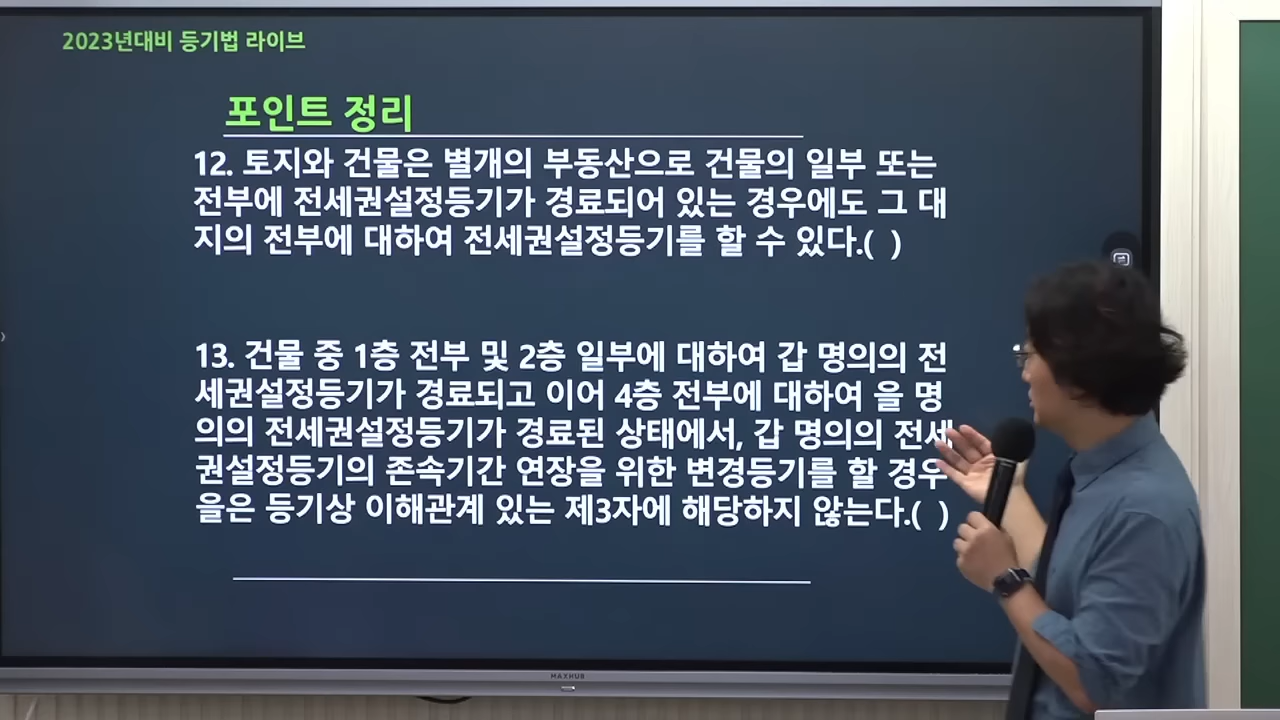 2023년대비 등기법 라이브
포인트 정리
12. 토지와 건물은 별개의 부동산으로 건물의 일부 또는
전부에 전세권설정등기가 경료되어 있는 경우에도 그 대
지의 전부에 대하여 전세권설정등기를 할 수 있다.( )
13. 건물 중 1층 전부 및 2층 일부에 대하여 갑 명의의 전
세권설정등기가 경료되고 이어 4층 전부에 대하여 을 명
의의 전세권설정등기가 경료된 상태에서, 갑 명의의 전세
권설정등기의 존속기간 연장을 위한 변경등기를 할 경우
을은 등기상 이해관계 있는 제3자에 해당하지 않는다.( )
MAXHUB